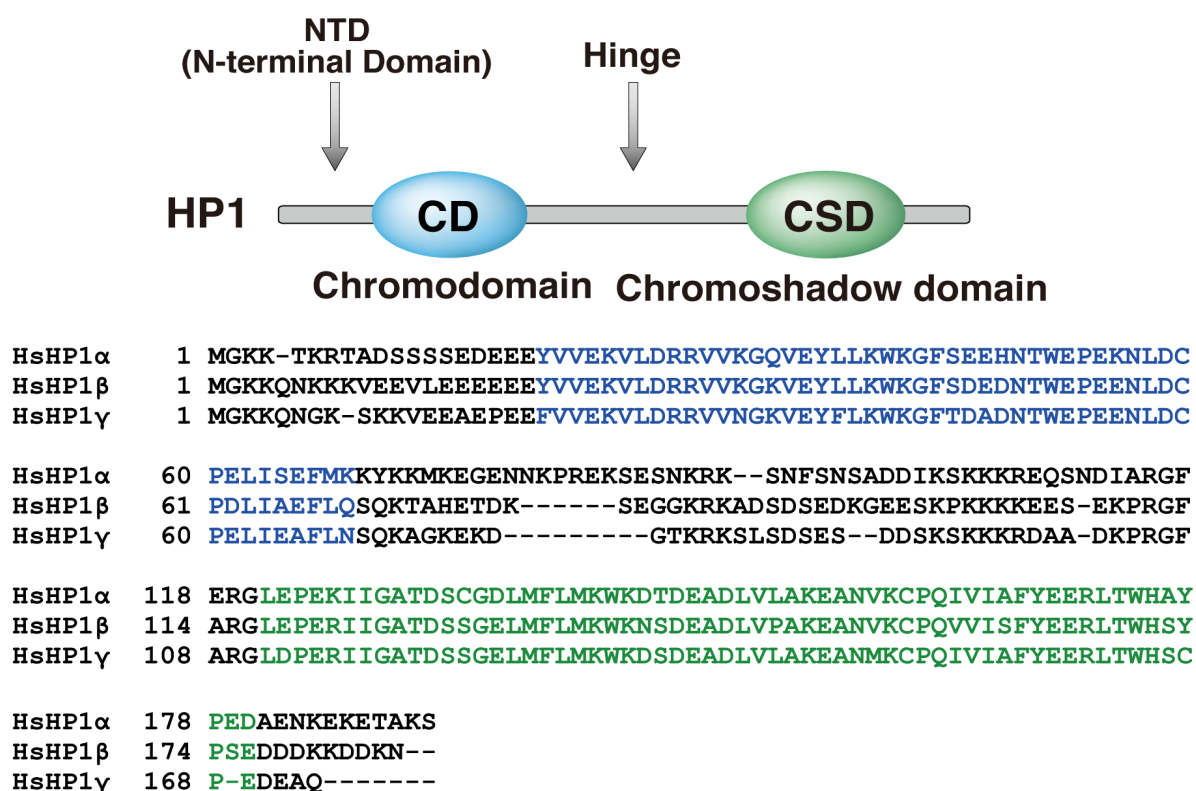 NTD
(N-terminal Domain)
Hinge
HP1
CD
CSD
Chromodomain
Chromoshadow domain
HsHP1α 1 MGKK-TKRTADSSSSEDEEEYVVEKVLDRRVVKGQVEYLLKWKGFSEEHNTWEPEKNLDC
HsHP1β 1 MGKKQNKKKVEEVLEEEEEEYVVEKVLDRRVVKGKVEYLLKWKGFSDEDNTWEPEENLDC
HsHP1γ 1 MGKKQNGK-SKKVEEAEPEEFVVEKVLDRRVVNGKVEYFLKWKGFTDADNTWEPEENLDC
HsHP1α 60 PELISEFMKKYKKMKEGENNKPREKSESNKRK--SNFSNSADDIKSKKKREQSNDIARGF
HsHP1β 61 PDLIAEFLQSQKTAHETDK------SEGGKRKADSDSEDKGEESKPKKKKEES-EKPRGF
HsHP1γ 60 PELIEAFLNSQKAGKEKD---------GTKRKSLSDSES--DDSKSKKKRDAA-DKPRGF
HsHP1α 118 ERGLEPEKIIGATDSCGDLMFLMKWKDTDEADLVLAKEANVKCPQIVIAFYEERLTWHAY
HsHP1β 114 ARGLEPERIIGATDSSGELMFLMKWKNSDEADLVPAKEANVKCPQVVISFYEERLTWHSY
HsHP1γ 108 ARGLDPERIIGATDSSGELMFLMKWKDSDEADLVLAKEANMKCPQIVIAFYEERLTWHSC
HsHP1α 178 PEDAENKEKETAKS
HsHP1β 174 PSEDDDKKDDKN--
HsHP1γ 168 P-EDEAQ-------